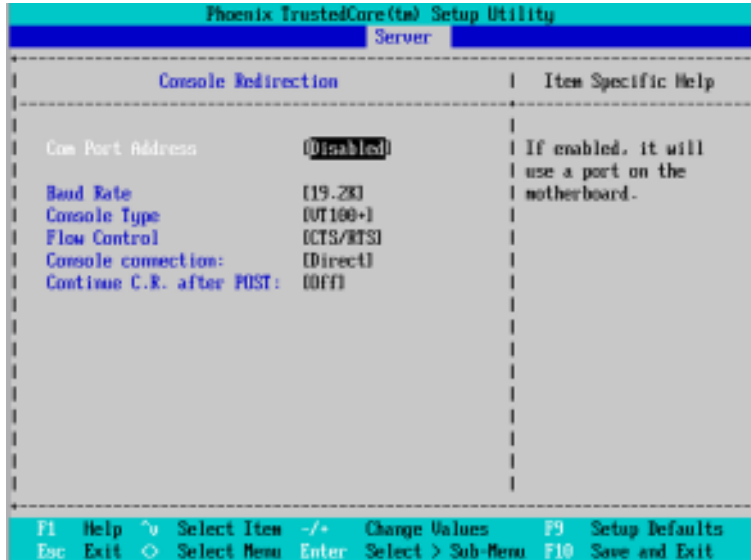 Phoenix TrustedCore(tm) Setup Utility
Server
Console Redirection
Item Specific Help
Com Port Address [Disabled]
If enabled, it will
use a port on the
motherboard.
Baud Rate [19.2K]
Console Type [VT100+]
Flow Control [CTS/RTS]
Console connection: [Direct]
Continue C.R. after POST: [Off]
F1 Help ^v Select Item -/+ Change Values F9 Setup Defaults
Esc Exit <> Select Menu Enter Select > Sub-Menu F10 Save and Exit